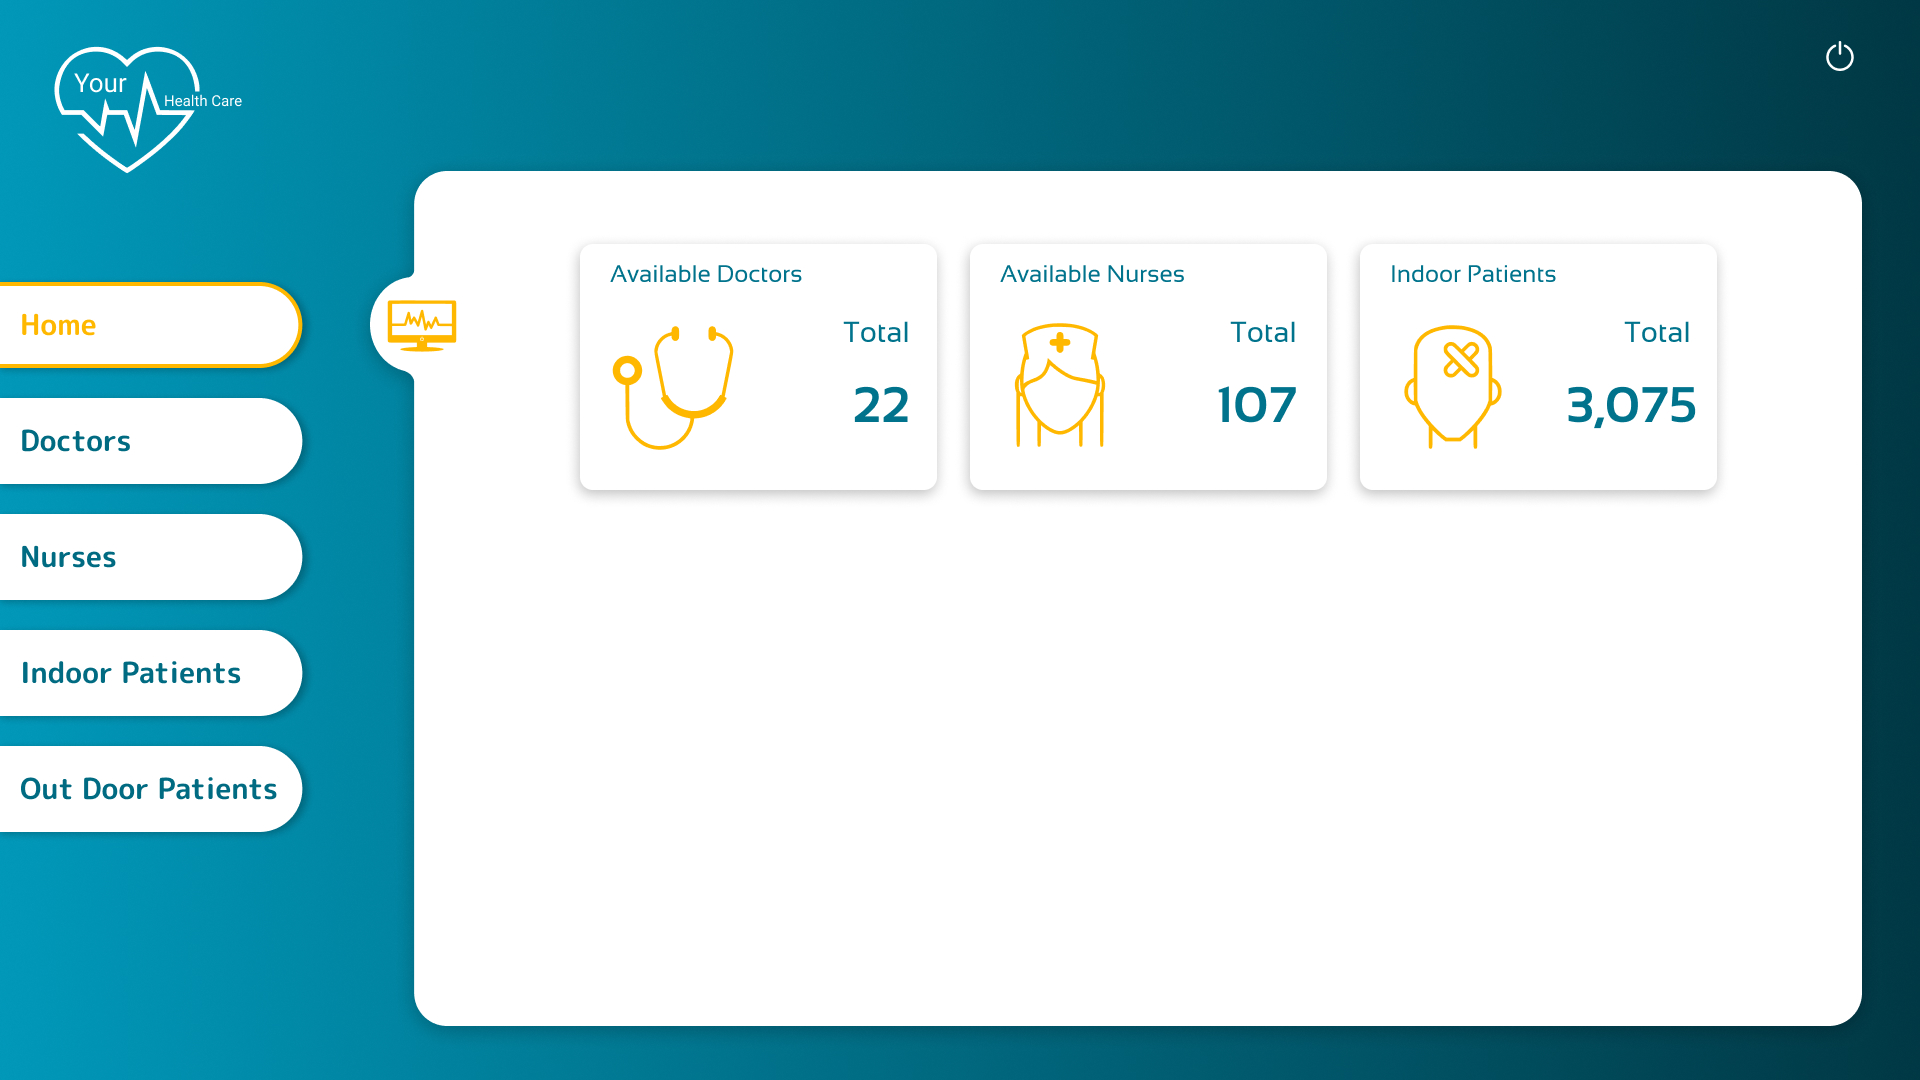 Your
Health Care
Home
Doctors
Nurses
Indoor Patients
Out Door Patients
Available Doctors
Total
22
Available Nurses
Total
107
Indoor Patients
Total
3,075